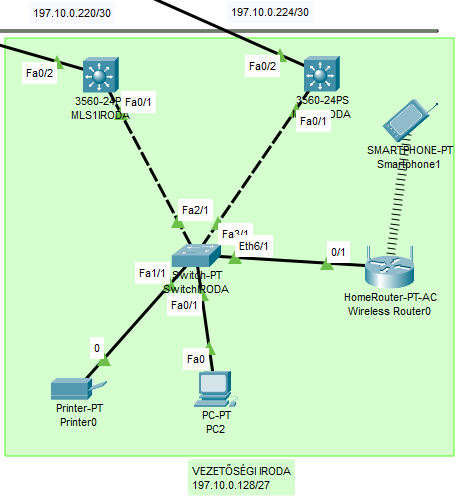 197.10.0.220/30
197.10.0.224/30
Fa0/2
Fa0/2
3560-24P
Fa0/1
MLS1IRODA
3560-24PS
IRODA
Fa0/1
SMARTPHONE-PT
Smartphone1
Fa2/1
Fa3/1
Eth6/1
0/1
Switch-PT
SwitchIRODA
Fa1/1
Fa0/1
HomeRouter-PT-AC
Wireless Router0
0
Fa0
Printer-PT
Printer0
PC-PT
PC2
VEZETŐSÉGI IRODA
197.10.0.128/27